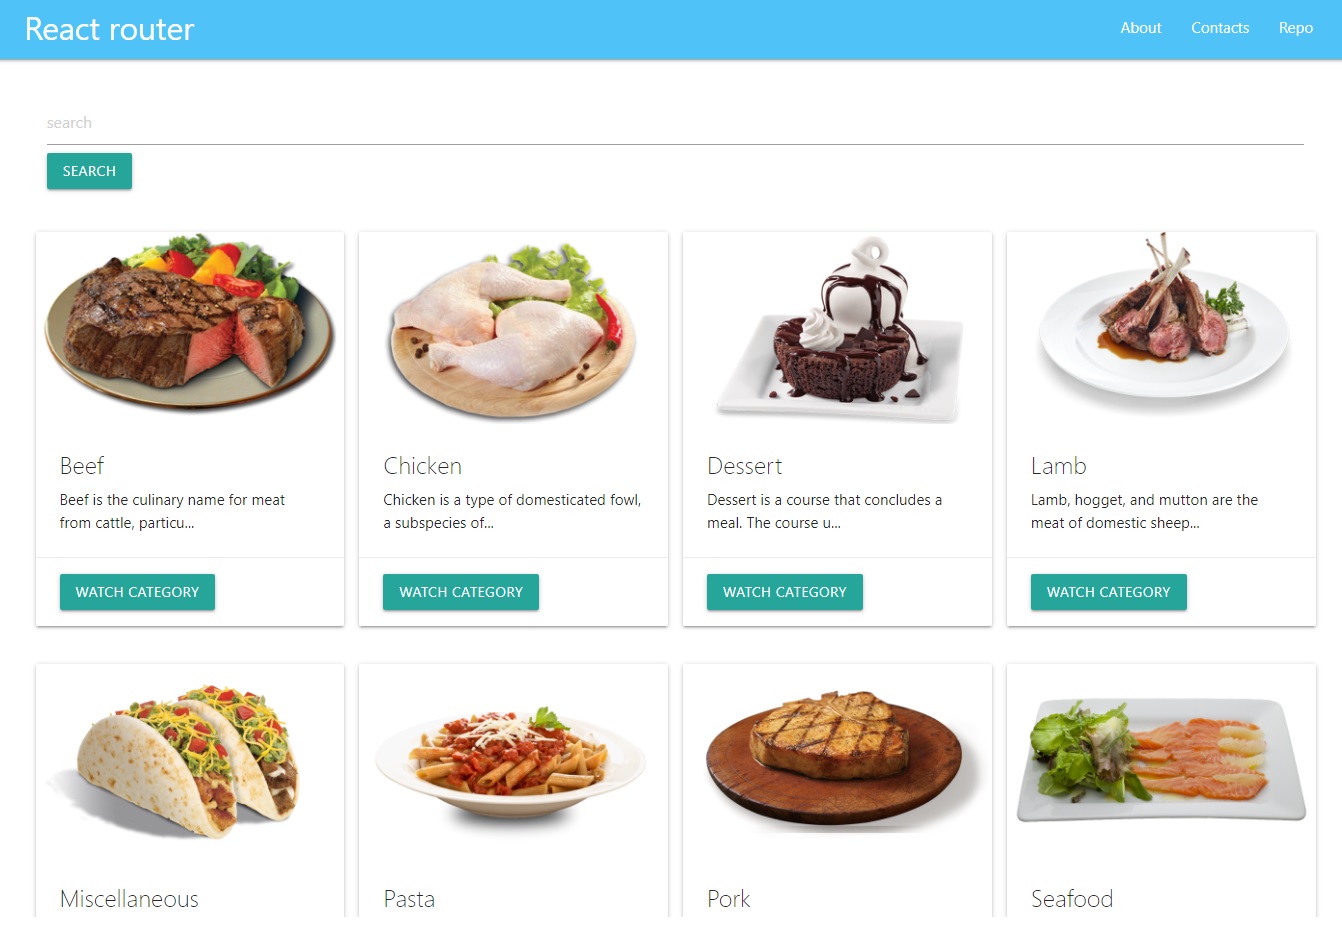 React router
About
Contacts
Repo
search
SEARCH
Beef
Beef is the culinary name for meat
from cattle, particu...
WATCH CATEGORY
Chicken
Chicken is a type of domesticated fowl,
a subspecies of...
WATCH CATEGORY
Dessert
Dessert is a course that concludes a
meal. The course u...
WATCH CATEGORY
Lamb
Lamb, hogget, and mutton are the
meat of domestic sheep...
WATCH CATEGORY
Miscellaneous
Pasta
Pork
Seafood